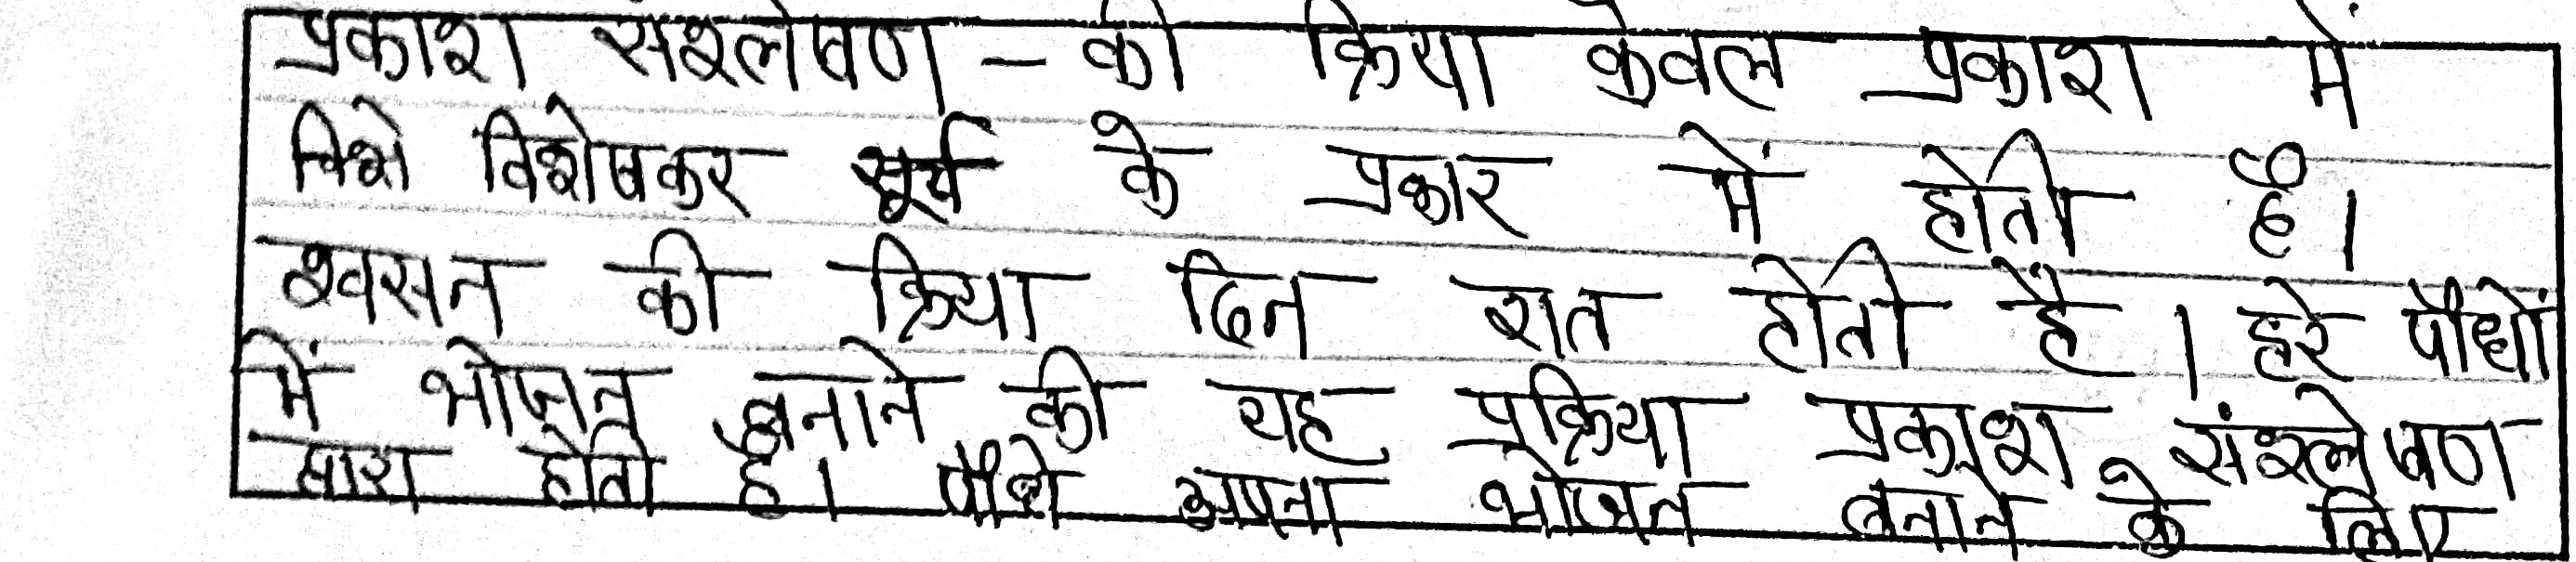 प्रकाश संश्लेषण - की क्रिया केवल प्रकाश में
विशे विशेषकर सूर्य के प्रकार में होती है।
श्वसन की क्रिया दिन रात होती है । हरे पौधों
में भोजन बनाने की यह प्रक्रिया प्रकाश संश्लेषण
होती है। पौधे अपना भोजन बनाने के लिए